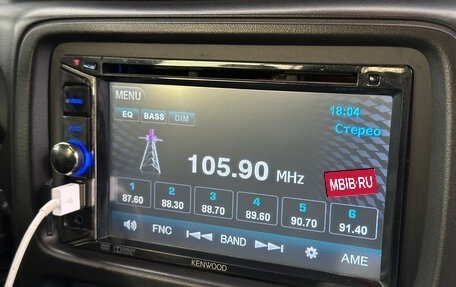 MENU
EQ BASS DIM
18:04
Стерео
105.90 MHz
MBIB.RU
1 2 3 4 5 6
87.60 88.30 88.70 89.60 90.70 91.40
FNC BAND AME
KENWOOD